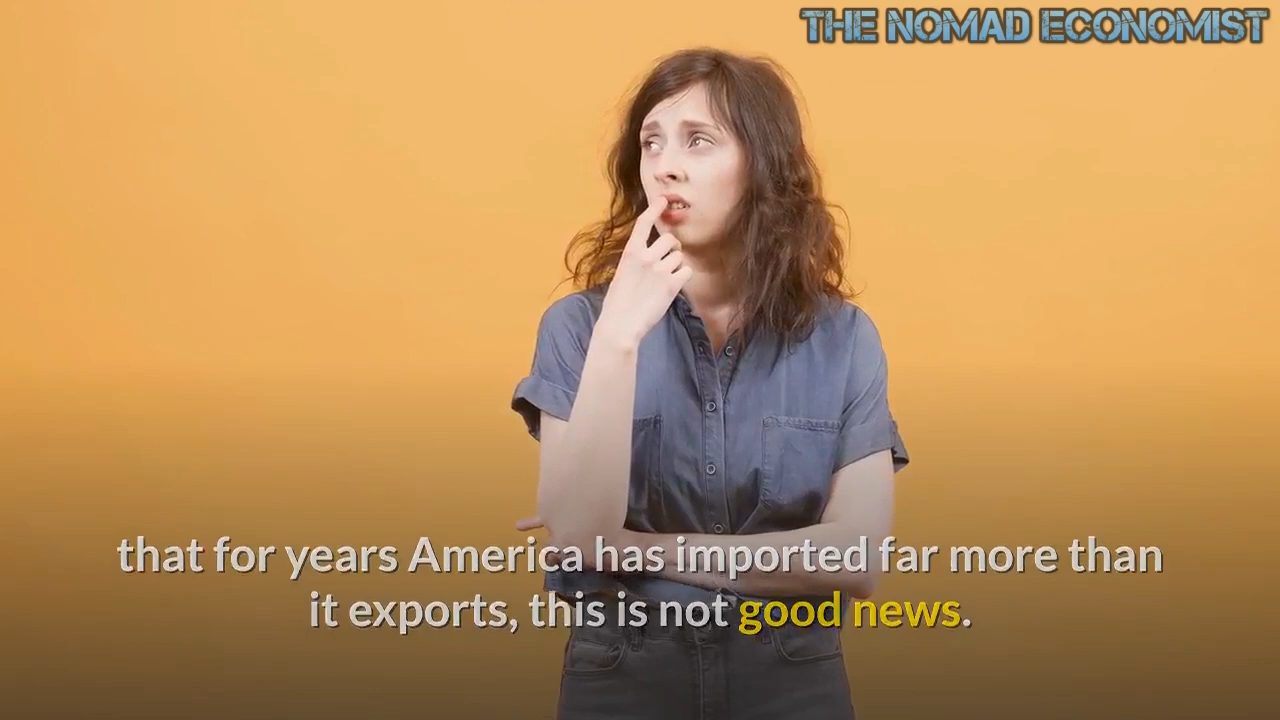 THE NOMAD ECONOMIST
that for years America has imported far more than
it exports, this is not good news.